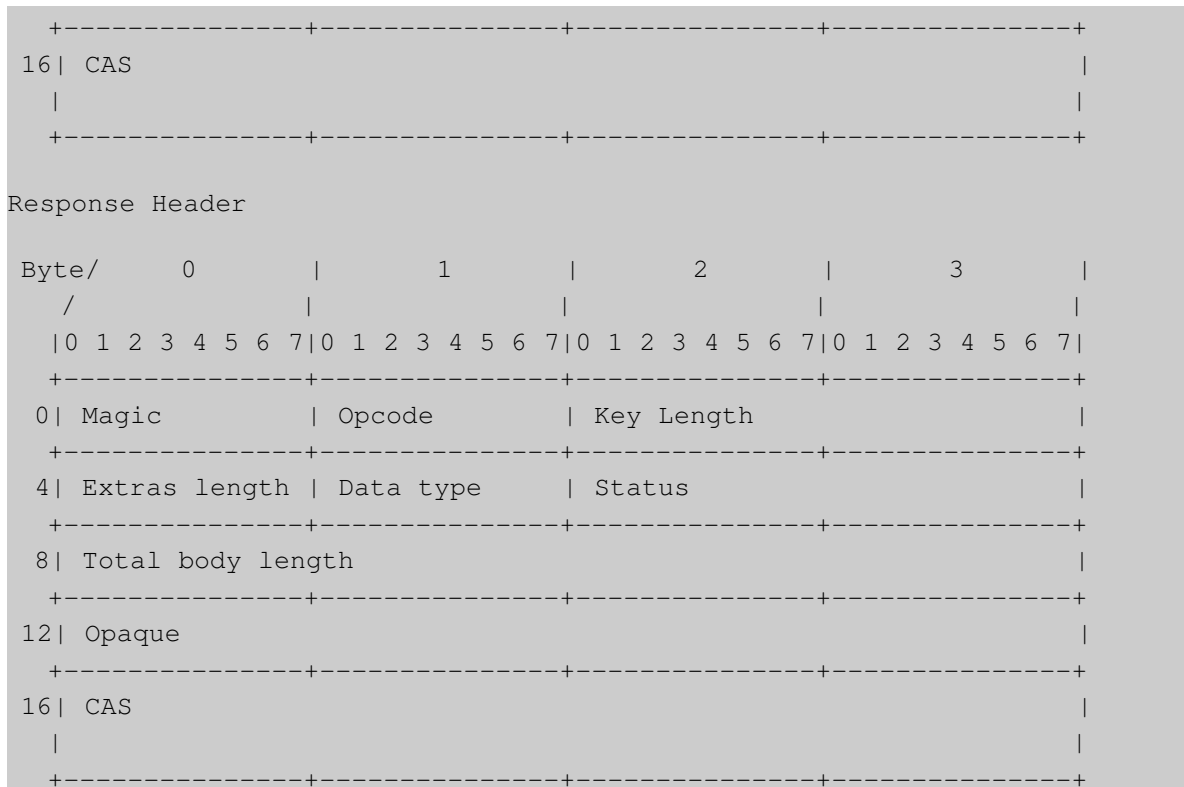 +---------------+---------------+---------------+---------------+
16| CAS                                                           |
  |                                                               |
  +---------------+---------------+---------------+---------------+
Response Header
Byte/     0       |       1       |       2       |       3       |
   /              |               |               |               |
  |0 1 2 3 4 5 6 7|0 1 2 3 4 5 6 7|0 1 2 3 4 5 6 7|0 1 2 3 4 5 6 7|
  +---------------+---------------+---------------+---------------+
 0| Magic         | Opcode        | Key Length                    |
  +---------------+---------------+---------------+---------------+
 4| Extras length | Data type     | Status                        |
  +---------------+---------------+---------------+---------------+
 8| Total body length                                             |
  +---------------+---------------+---------------+---------------+
12| Opaque                                                        |
  +---------------+---------------+---------------+---------------+
16| CAS                                                           |
  |                                                               |
  +---------------+---------------+---------------+---------------+